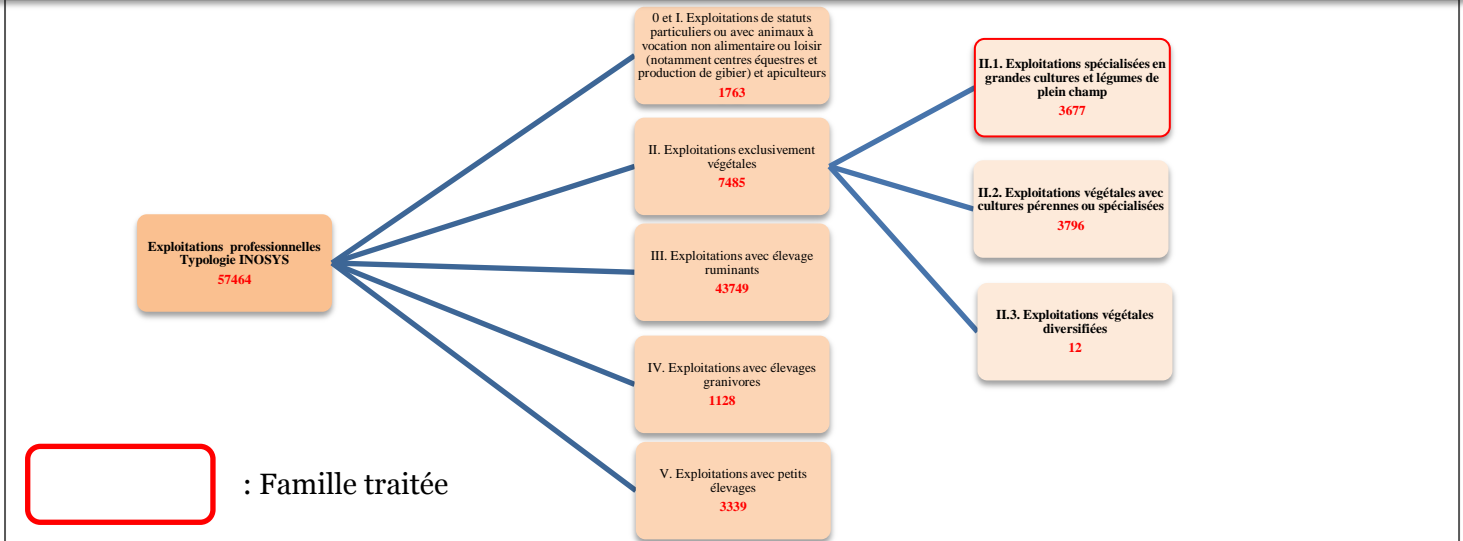 Exploitations professionnelles
Typologie INOSYS
57464
0 et I. Exploitations de statuts
particuliers ou avec animaux à
vocation non alimentaire ou loisir
(notamment centres équestres et
production de gibier) et apiculteurs
1763
II. Exploitations exclusivement
végétales
7485
III. Exploitations avec élevage
ruminants
43749
IV. Exploitations avec élevages
granivores
1128
V. Exploitations avec petits
élevages
3339
II.1. Exploitations spécialisées en
grandes cultures et légumes de
plein champ
3677
II.2. Exploitations végétales avec
cultures pérennes ou spécialisées
3796
II.3. Exploitations végétales
diversifiées
12
: Famille traitée